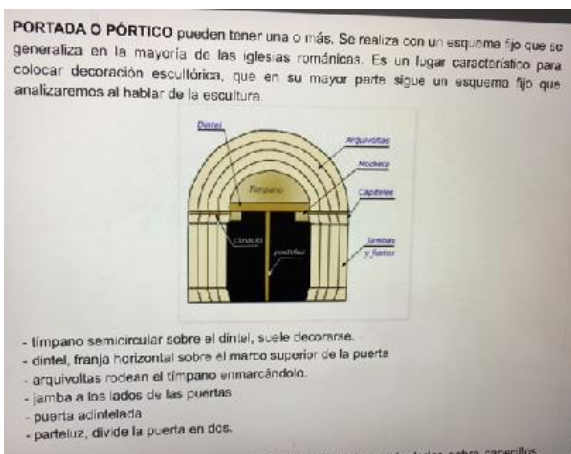 PORTADA O PÓRTICO pueden tener una o más. Se realiza con un esquema fijo que se
generaliza en la mayoría de las iglesias románicas. Es un lugar característico para
colocar decoración escultórica, que en su mayor parte sigue un esquema fijo que
analizaremos al hablar de la escultura.
Dintel
Arquivoltas
Mocheta
Tímpano
Capiteles
parteluz
Jambas
y fustes
- tímpano semicircular sobre el dintel, suele decorarse.
- dintel, franja horizontal sobre el marco superior de la puerta
- arquivoltas rodean el tímpano enmarcándolo.
- jamba a los lados de las puertas
- puerta adintelada
- parteluz, divide la puerta en dos.